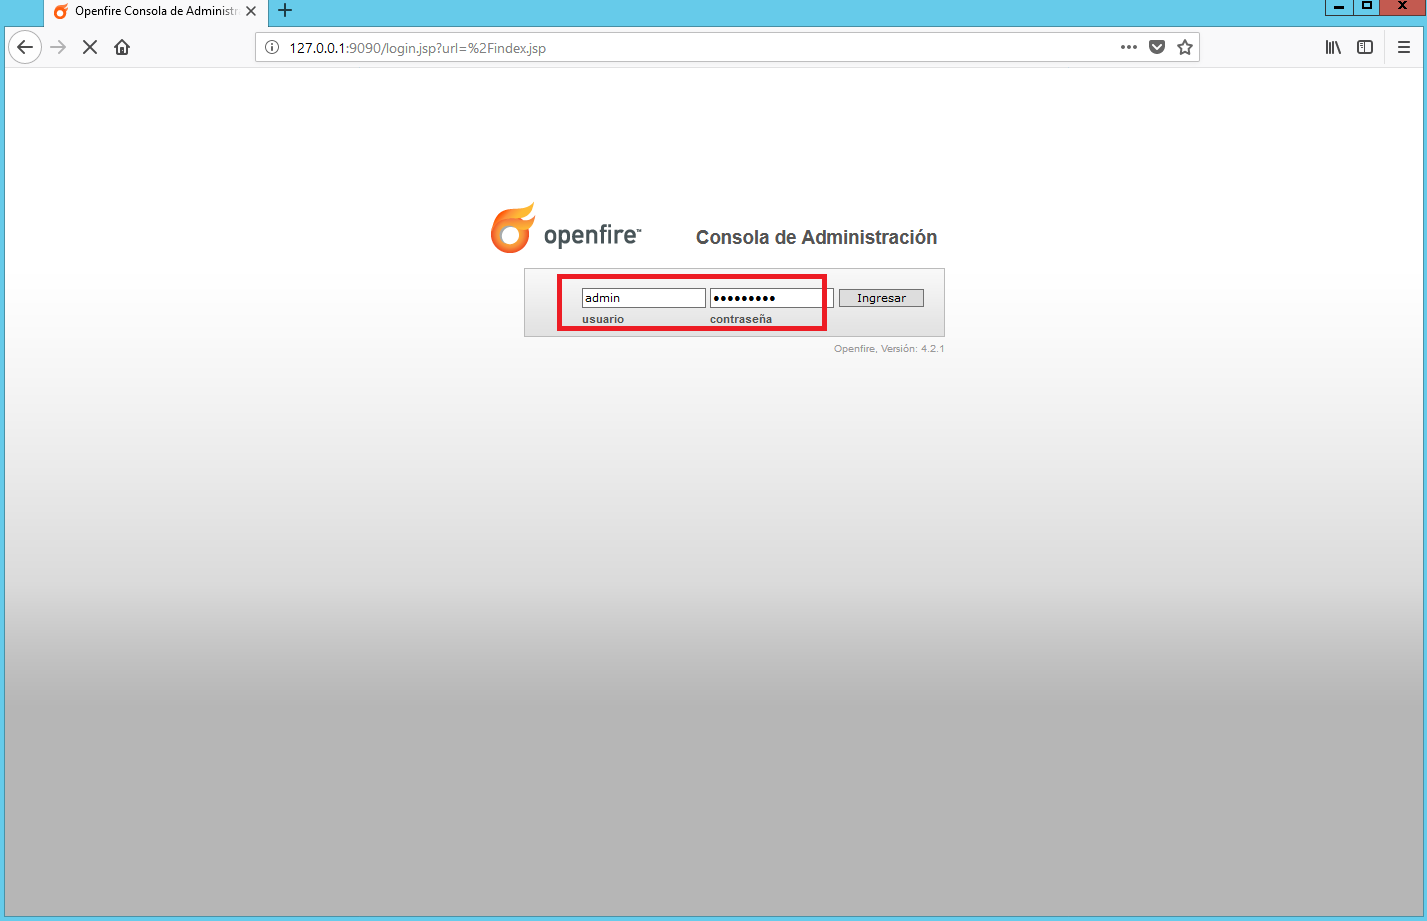 Openfire Consola de Administr
127.0.0.1:9090/login.jsp?url=%2Findex.jsp
openfire™ Consola de Administración
admin ••••••••• Ingresar
usuario contraseña
Openfire, Versión: 4.2.1